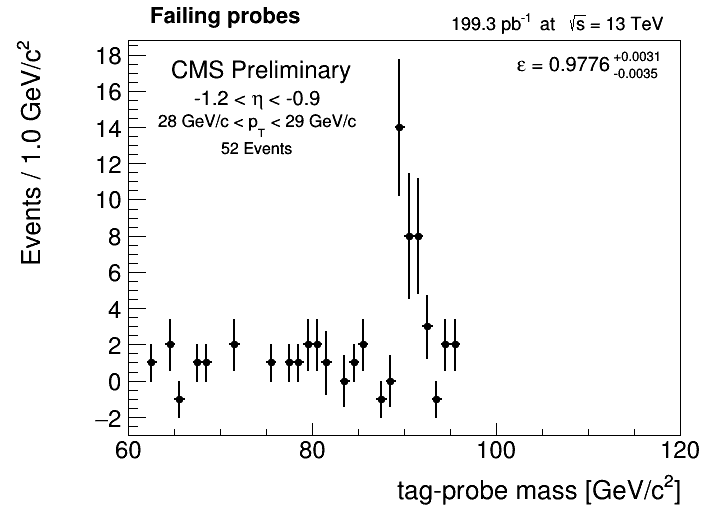 Failing probes
199.3 pb⁻¹ at √s = 13 TeV
CMS Preliminary
-1.2 < η < -0.9
28 GeV/c < p_T < 29 GeV/c
52 Events
ε = 0.9776 +0.0031 -0.0035
Events / 1.0 GeV/c²
18
16
14
12
10
8
6
4
2
0
−2
60 80 100 120
tag-probe mass [GeV/c²]